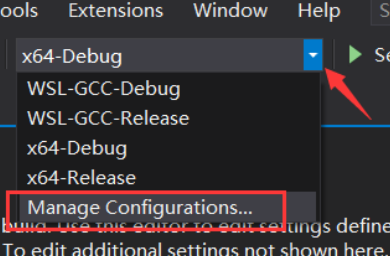 ools Extensions Window Help S
x64-Debug Se
WSL-GCC-Debug
WSL-GCC-Release
x64-Debug
x64-Release
Manage Configurations...
build. Use this editor to edit settings define
To edit additional settings not shown here